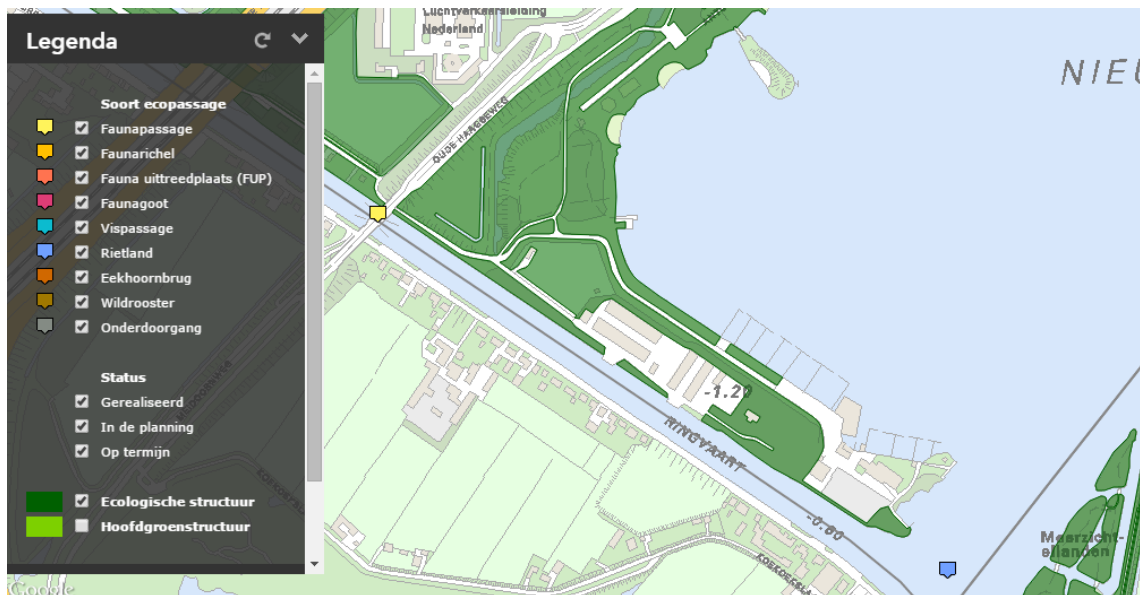 Legenda
Soort ecopassage
Faunapassage
Faunarichel
Fauna uittreedplaats (FUP)
Faunagoot
Vispassage
Rietland
Eekhoornbrug
Wildrooster
Onderdoorgang
Status
Gerealiseerd
In de planning
Op termijn
Ecologische structuur
Hoofdgroenstructuur
Google
Luchtverkeersleiding
Nederland
OUDE HAAGSEWEG
NIEU
-1.20
RINGVAART
-0.60
Meerzicht-
eilanden